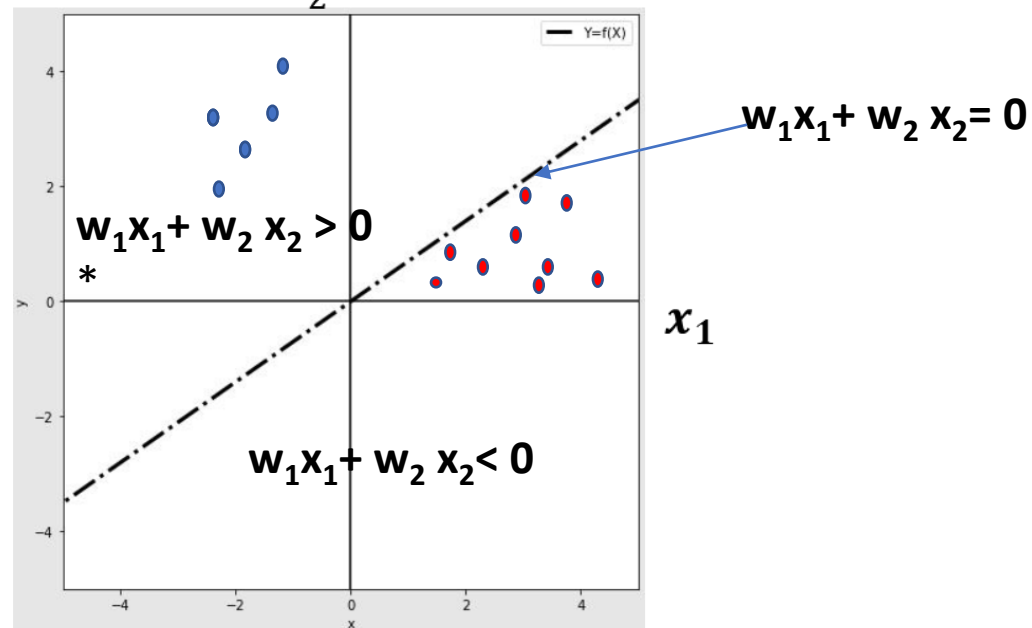 2
Y=f(X)
4
w₁x₁+ w₂ x₂= 0
2
w₁x₁+ w₂ x₂ > 0
*
0
y
x₁
−2
w₁x₁+ w₂ x₂< 0
−4
−4 −2 0 2 4
x